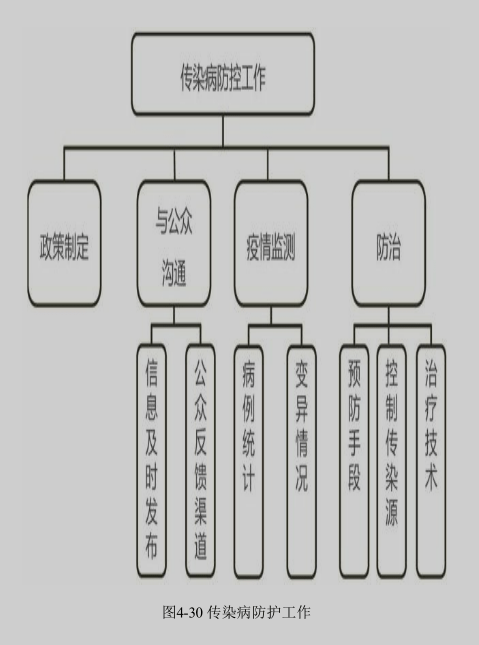 传染病防控工作
政策制定
与公众
沟通
疫情监测
防治
信息及时发布
公众反馈渠道
病例统计
变异情况
预防手段
控制传染源
治疗技术
图4-30 传染病防护工作